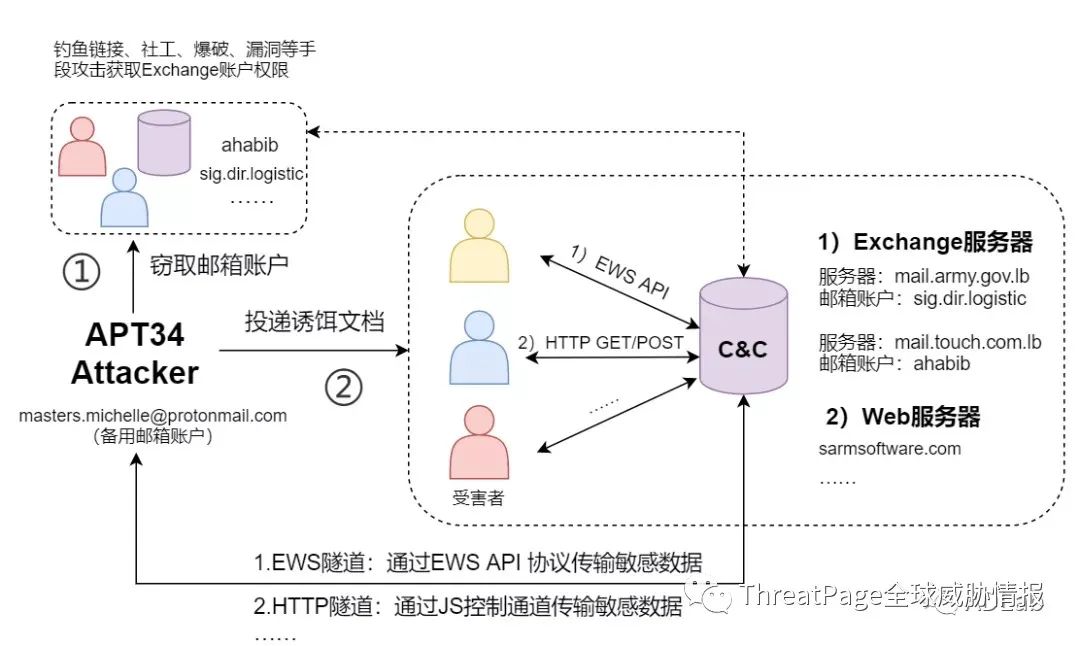 钓鱼链接、社工、爆破、漏洞等手
段攻击获取Exchange账户权限
ahabib
sig.dir.logistic
……
① 窃取邮箱账户
APT34
Attacker
masters.michelle@protonmail.com
（备用邮箱账户）
投递诱饵文档
②
1）EWS API
2）HTTP GET/POST
……
受害者
C&C
1）Exchange服务器
服务器：mail.army.gov.lb
邮箱账户：sig.dir.logistic
服务器：mail.touch.com.lb
邮箱账户：ahabib
2）Web服务器
sarmsoftware.com
……
1.EWS隧道：通过EWS API 协议传输敏感数据
2.HTTP隧道：通过JS控制通道传输敏感数据
……
ThreatPage全球威胁情报